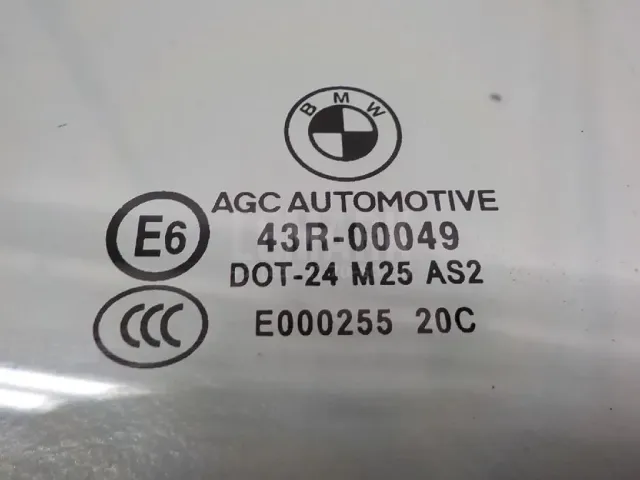 BMW
AGC AUTOMOTIVE
E6 43R-00049
DOT-24 M25 AS2
CCC E000255 20C